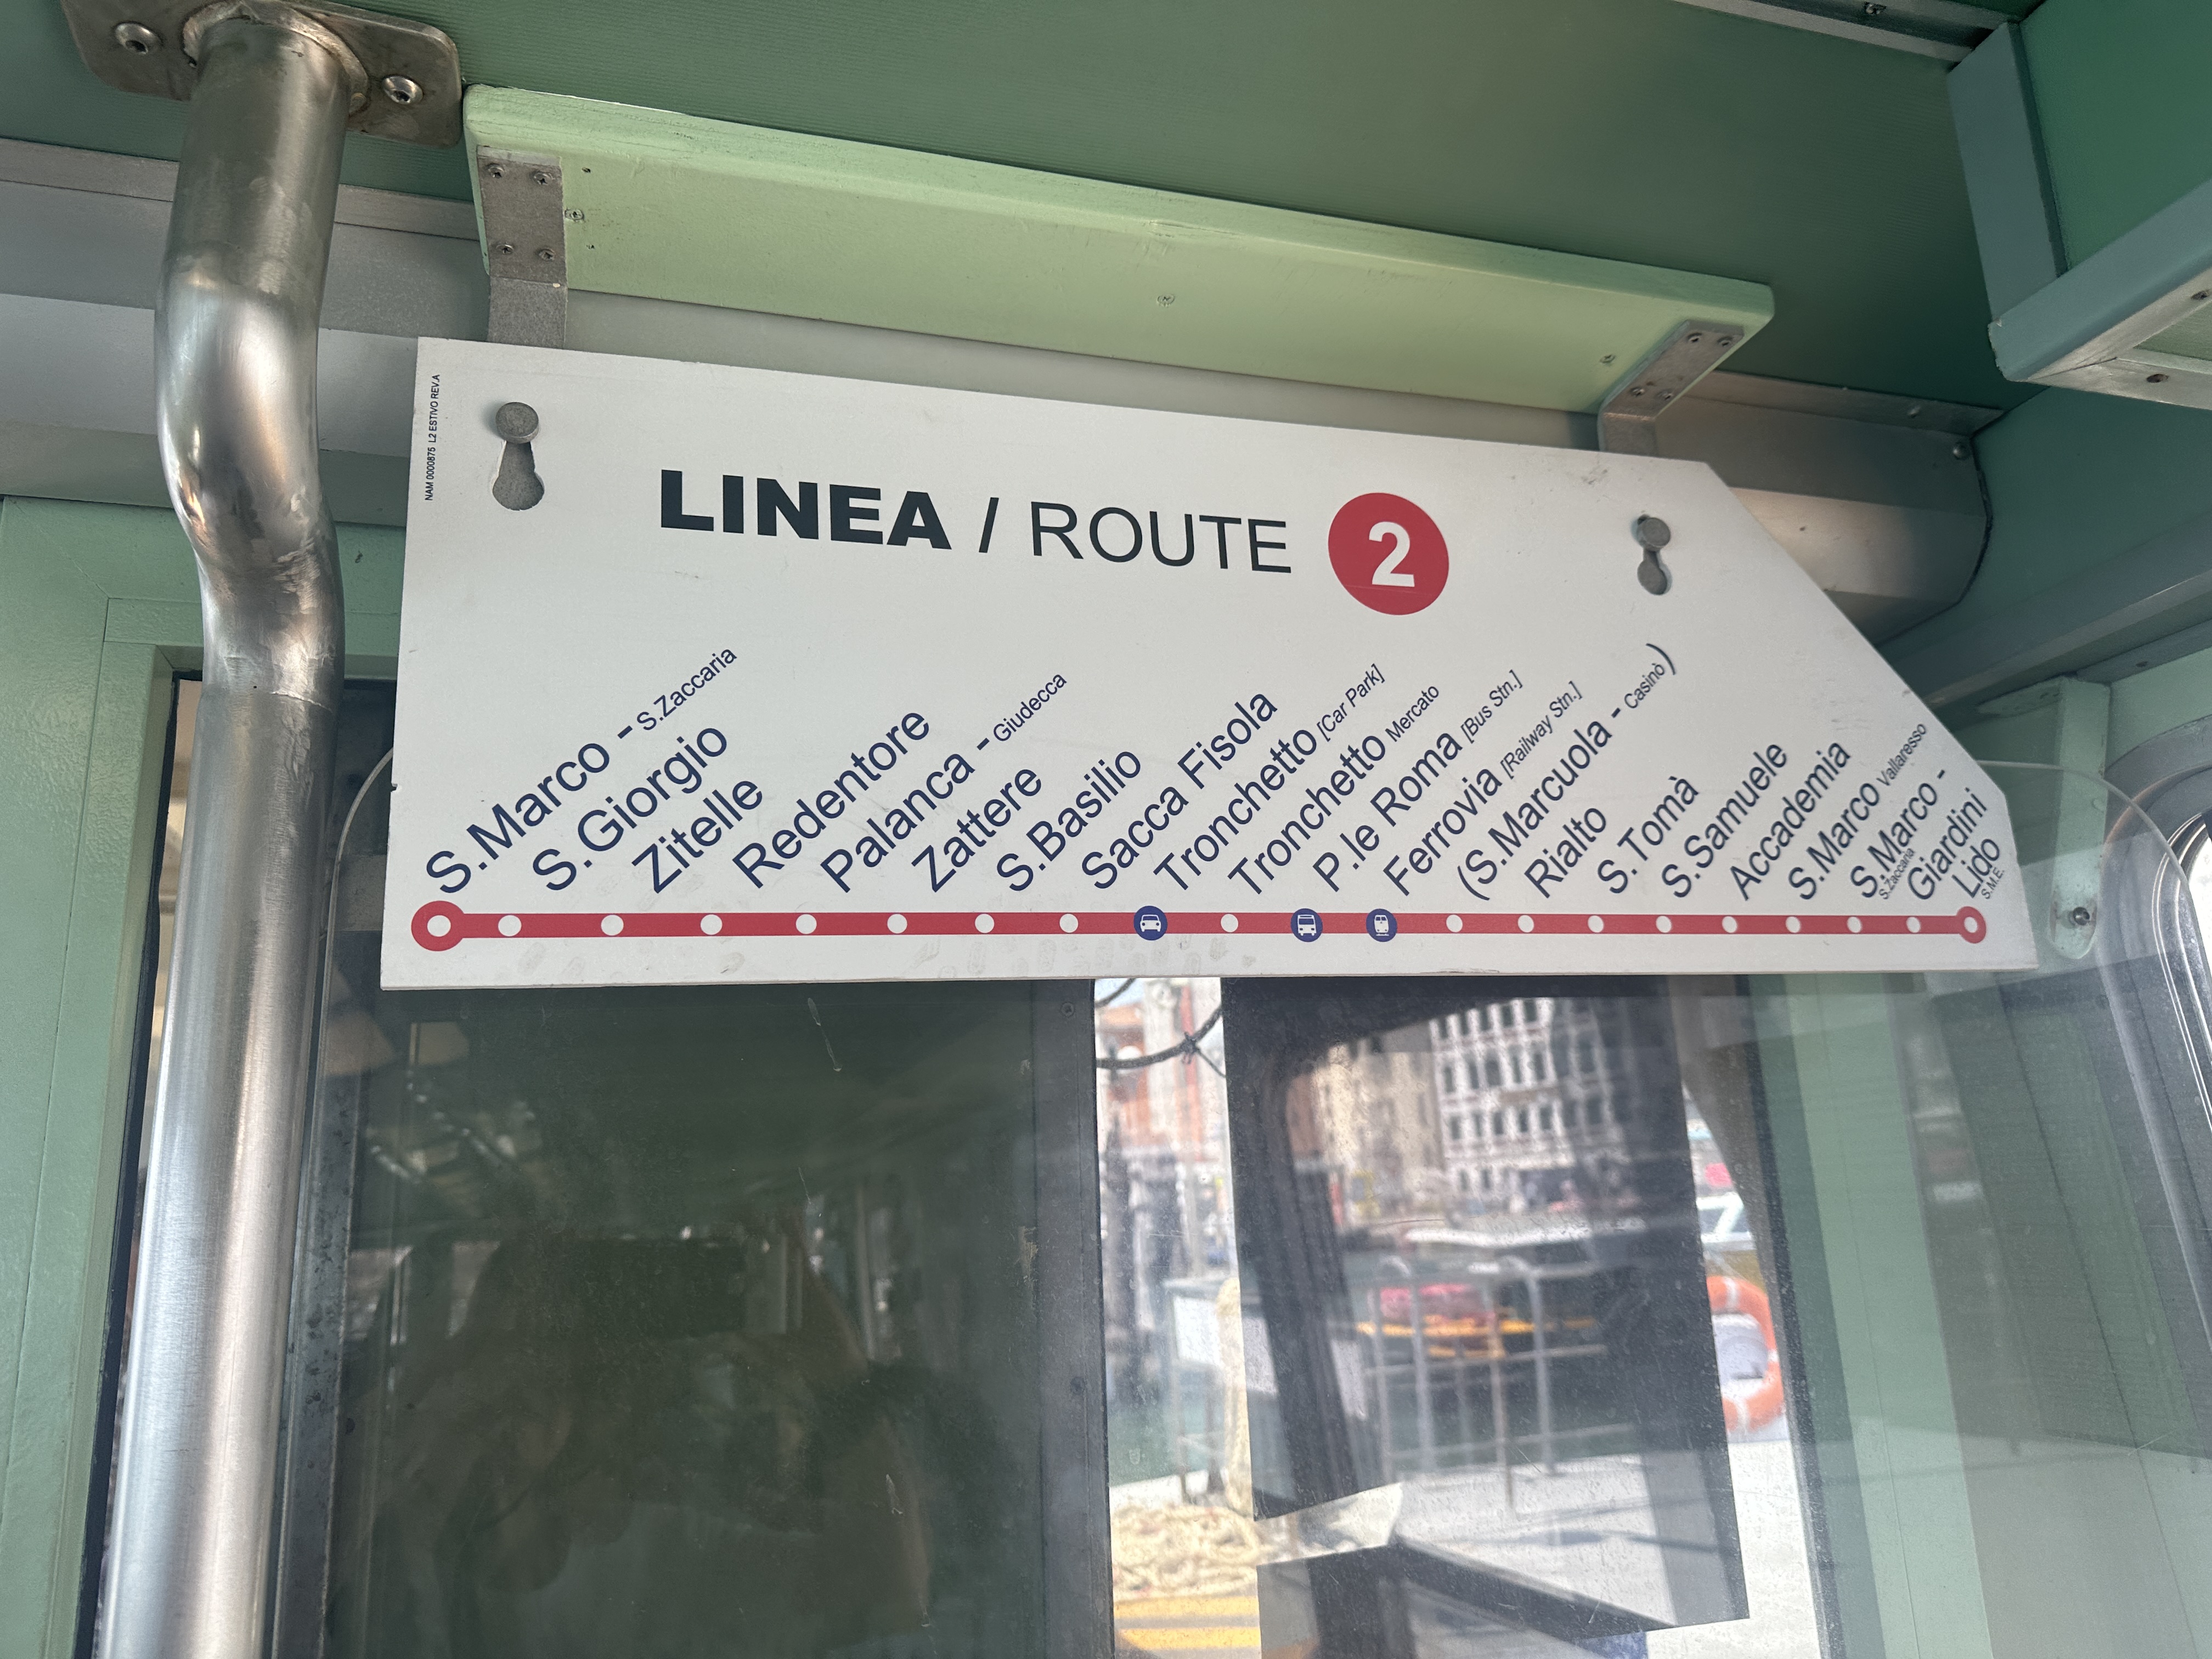 NAM 0000875 L2 ESTIVO REV.A
LINEA / ROUTE 2
S.Marco - S.Zaccaria
S.Giorgio
Zitelle
Redentore
Palanca - Giudecca
Zattere
S.Basilio
Sacca Fisola
Tronchetto [Car Park]
Tronchetto Mercato
P.le Roma [Bus Stn.]
Ferrovia [Railway Stn.]
(S.Marcuola - Casinò)
Rialto
S.Tomà
S.Samuele
Accademia
S.Marco Vallaresso
S.Marco -
S.Zaccaria
Giardini
Lido
S.M.E.